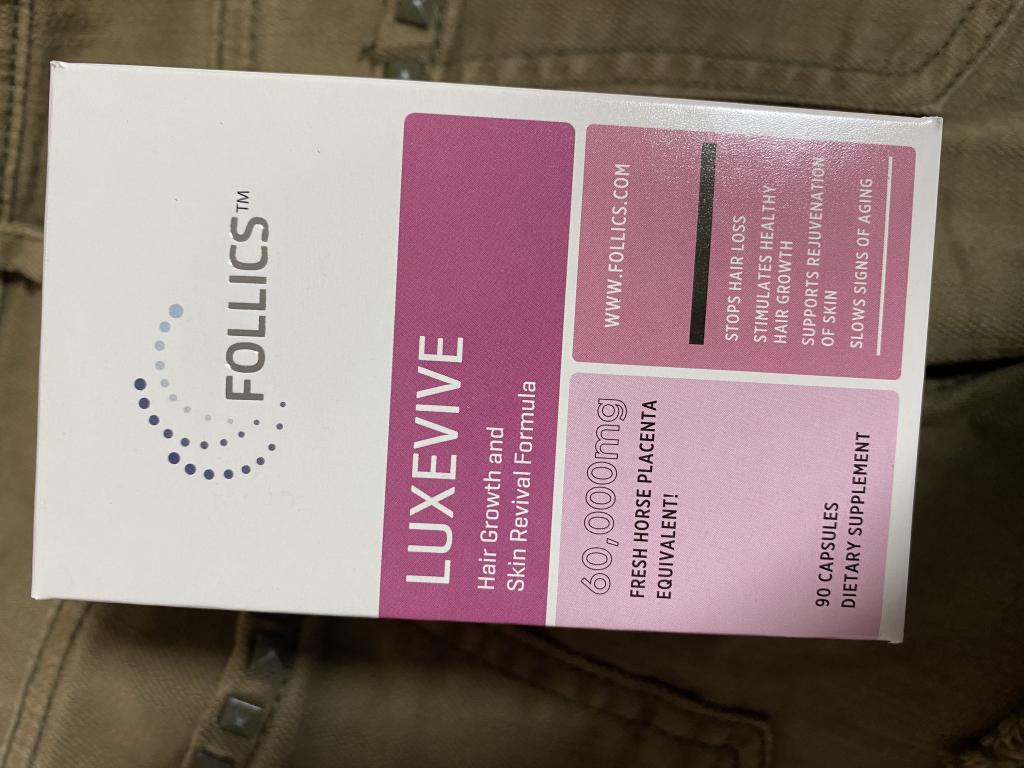 FOLLICS™
LUXEVIVE
Hair Growth and
Skin Revival Formula
60,000mg
FRESH HORSE PLACENTA
EQUIVALENT!
90 CAPSULES
DIETARY SUPPLEMENT
WWW.FOLLICS.COM
STOPS HAIR LOSS
STIMULATES HEALTHY
HAIR GROWTH
SUPPORTS REJUVENATION
OF SKIN
SLOWS SIGNS OF AGING